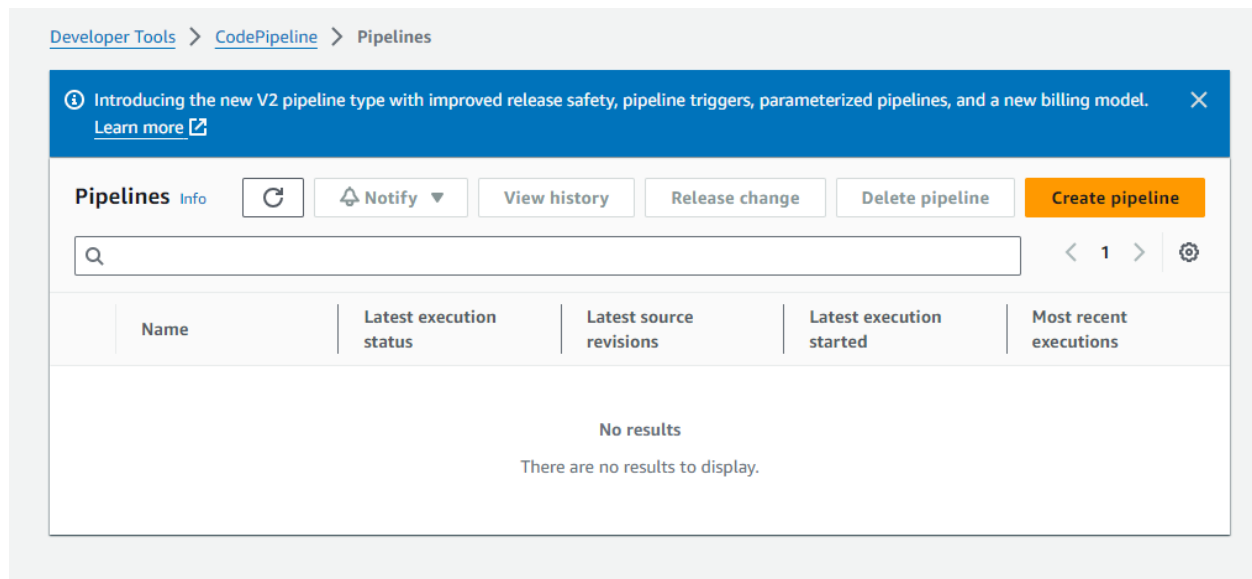 Developer Tools > CodePipeline > Pipelines
Introducing the new V2 pipeline type with improved release safety, pipeline triggers, parameterized pipelines, and a new billing model.
Learn more
Pipelines Info Notify View history Release change Delete pipeline Create pipeline
< 1 >
Name Latest execution status Latest source revisions Latest execution started Most recent executions
No results
There are no results to display.